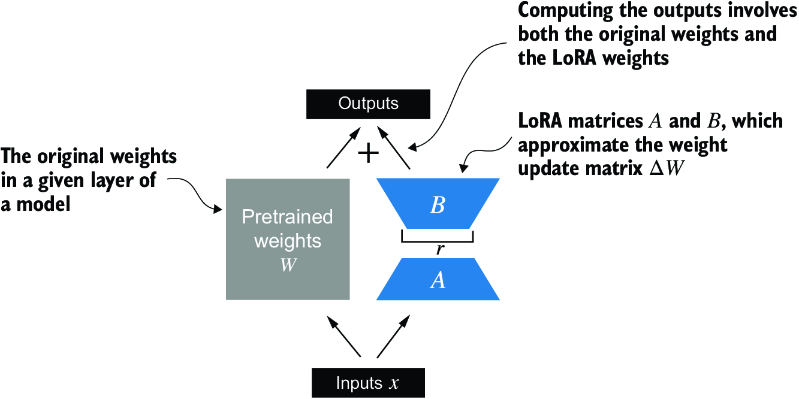 Computing the outputs involves
both the original weights and
the LoRA weights
Outputs
LoRA matrices A and B, which
approximate the weight
update matrix ΔW
+
The original weights
in a given layer of
a model
Pretrained
weights
W
B
r
A
Inputs x